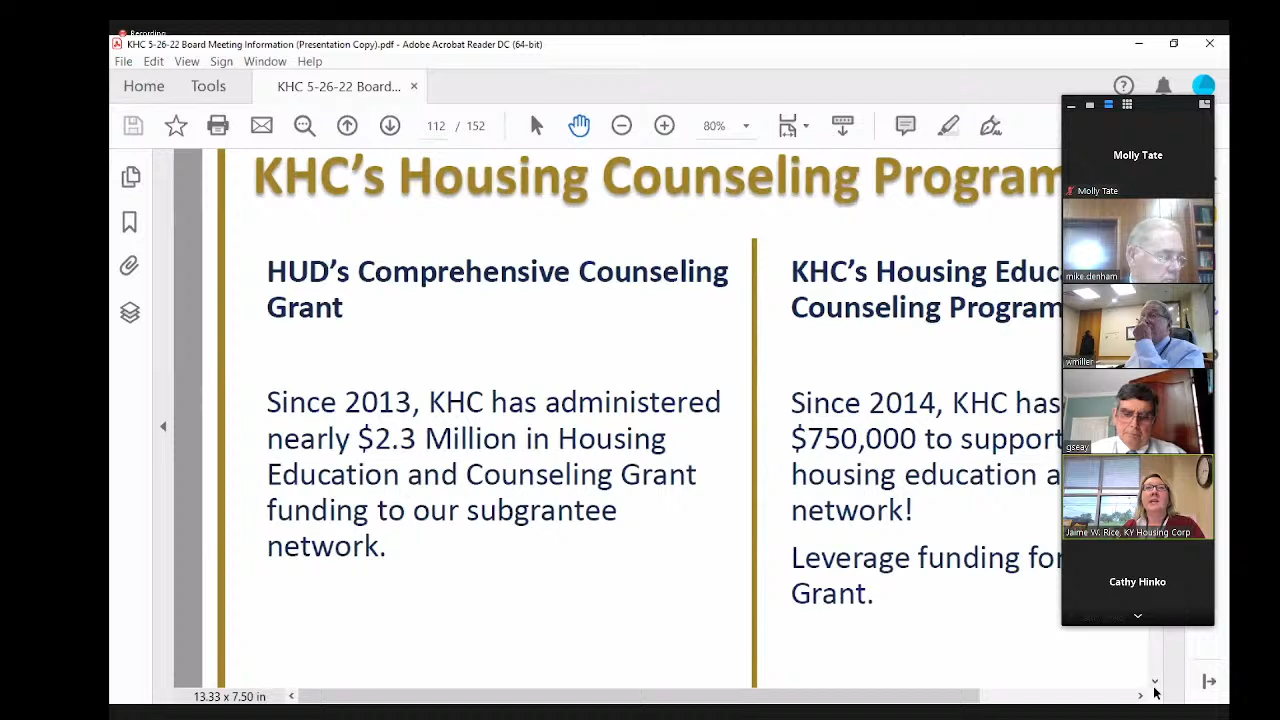 Recording
KHC 5-26-22 Board Meeting Information (Presentation Copy).pdf - Adobe Acrobat Reader DC (64-bit)
File Edit View Sign Window Help
Home Tools KHC 5-26-22 Board... ×
112 / 152 80%
KHC's Housing Counseling Program
HUD's Comprehensive Counseling
Grant
Since 2013, KHC has administered
nearly $2.3 Million in Housing
Education and Counseling Grant
funding to our subgrantee
network.
KHC's Housing Educa
Counseling Program
Since 2014, KHC has
$750,000 to support
housing education a
network!
Leverage funding for
Grant.
Molly Tate
Molly Tate
mike.denham
wmiller
gseay
Jaime W. Rice, KY Housing Corp
Cathy Hinko
13.33 x 7.50 in